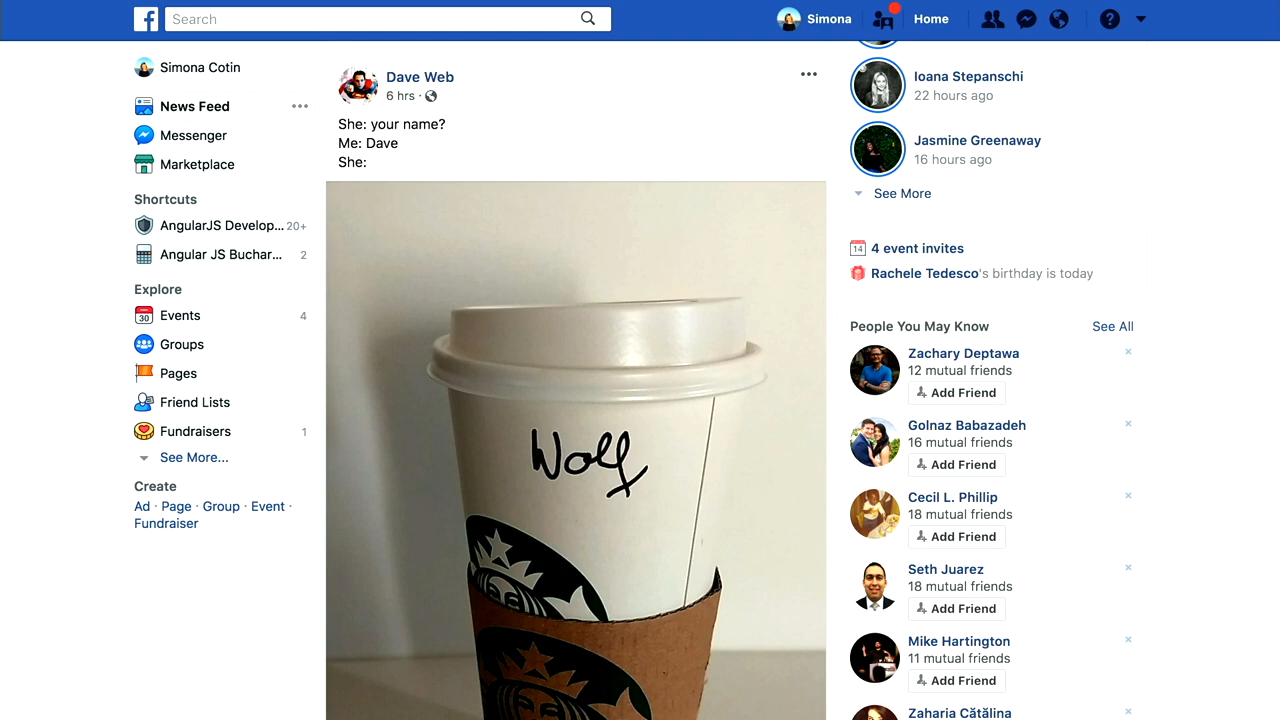 Search
Simona
Home
Simona Cotin
News Feed
Messenger
Marketplace
Shortcuts
AngularJS Develop... 20+
Angular JS Buchar... 2
Explore
30 Events 4
Groups
Pages
Friend Lists
Fundraisers 1
See More...
Create
Ad · Page · Group · Event ·
Fundraiser
Dave Web
6 hrs ·
She: your name?
Me: Dave
She:
Wolf
Ioana Stepanschi
22 hours ago
Jasmine Greenaway
16 hours ago
See More
14 4 event invites
Rachele Tedesco's birthday is today
People You May Know See All
Zachary Deptawa
12 mutual friends
Add Friend
Golnaz Babazadeh
16 mutual friends
Add Friend
Cecil L. Phillip
18 mutual friends
Add Friend
Seth Juarez
18 mutual friends
Add Friend
Mike Hartington
11 mutual friends
Add Friend
Zaharia Cătălina